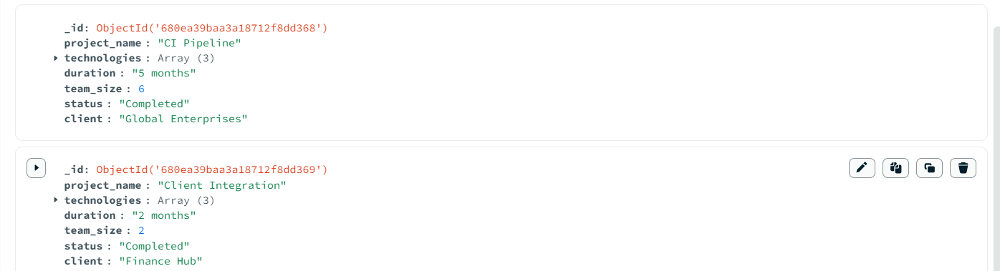 _id: ObjectId('680ea39baa3a18712f8dd368')
project_name : "CI Pipeline"
technologies : Array (3)
duration : "5 months"
team_size : 6
status : "Completed"
client : "Global Enterprises"
_id: ObjectId('680ea39baa3a18712f8dd369')
project_name : "Client Integration"
technologies : Array (3)
duration : "2 months"
team_size : 2
status : "Completed"
client : "Finance Hub"